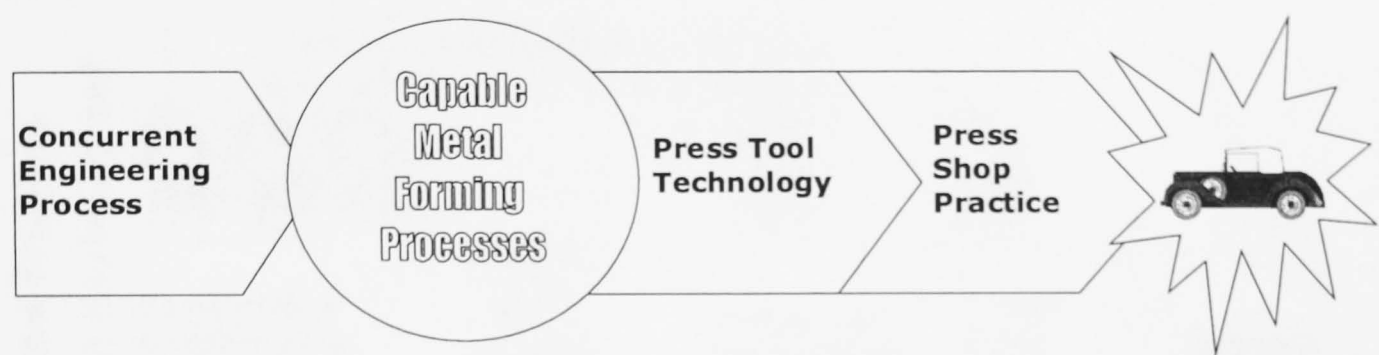 Concurrent
Engineering
Process
Capable
Metal
Forming
Processes
Press Tool
Technology
Press
Shop
Practice